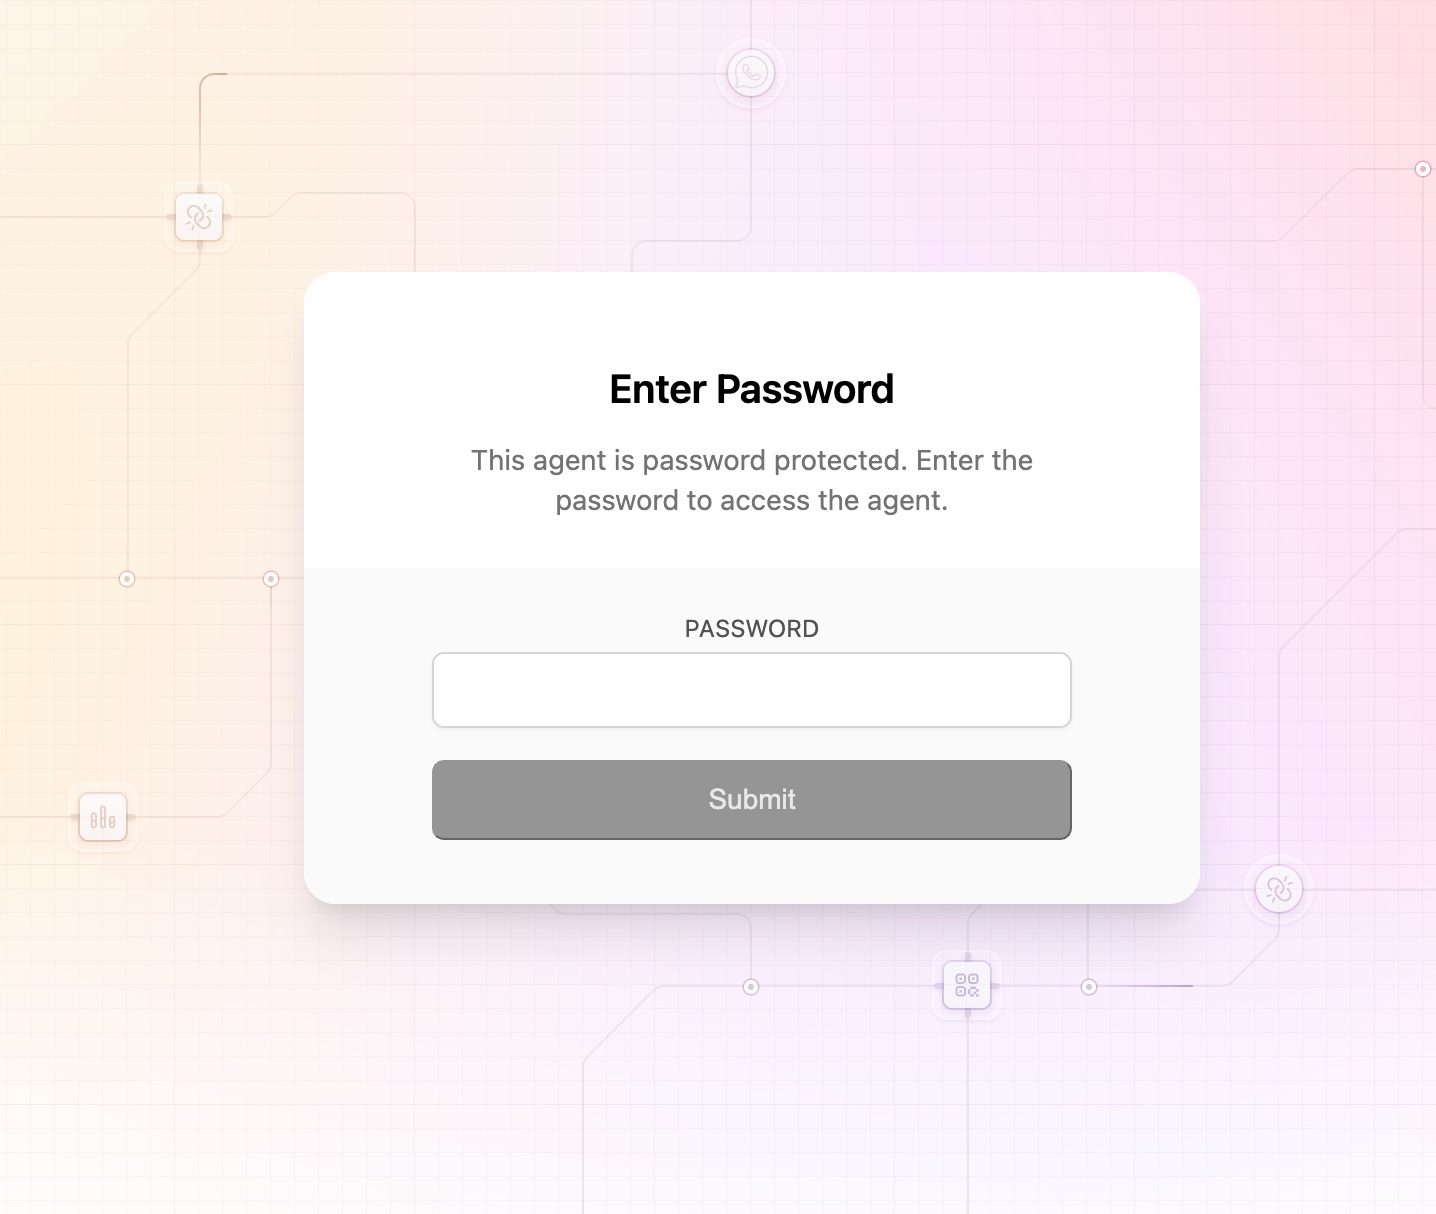 Enter Password
This agent is password protected. Enter the
password to access the agent.
PASSWORD
Submit